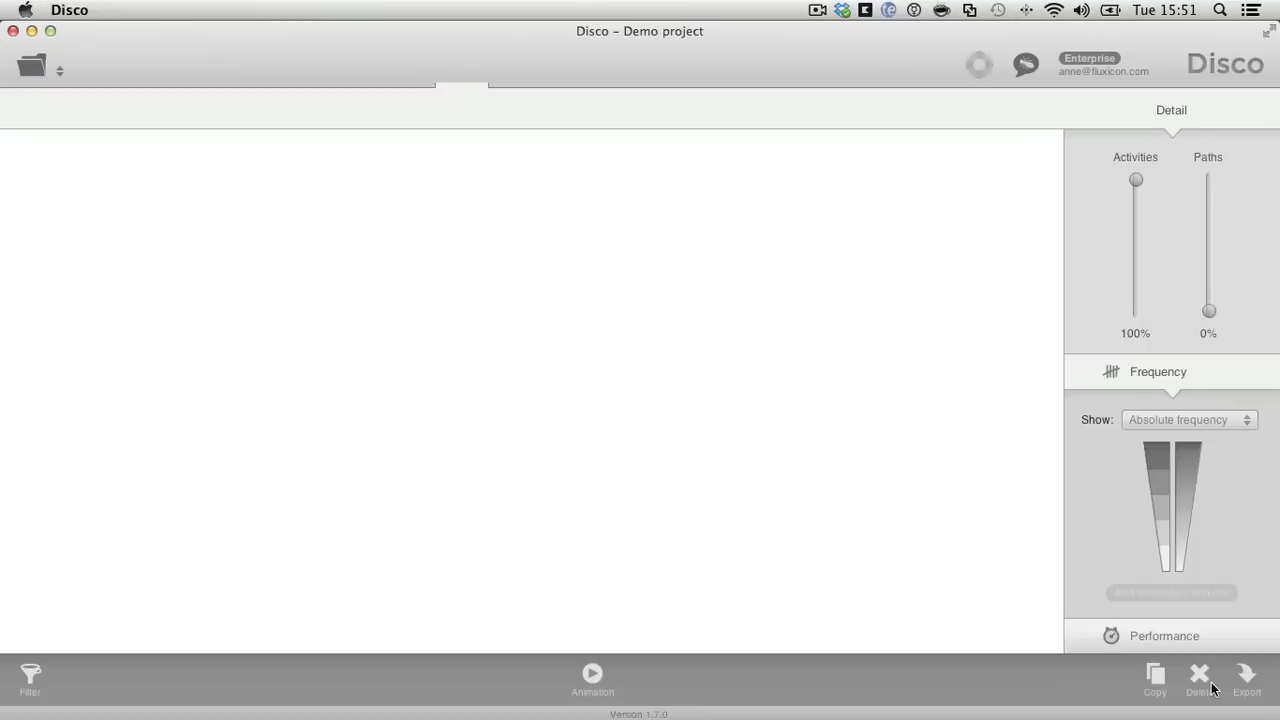 Disco
Tue 15:51
Disco – Demo project
Enterprise
anne@fluxicon.com
Disco
Detail
Activities
Paths
100%
0%
Frequency
Show:
Absolute frequency
Performance
Filter
Animation
Copy
Delete
Export
Version 1.7.0